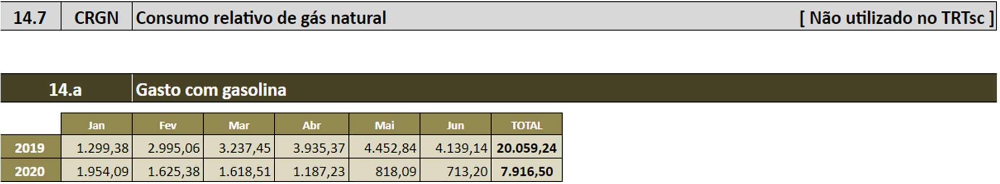 14.7 CRGN Consumo relativo de gás natural [ Não utilizado no TRTsc ]
14.a Gasto com gasolina
Jan Fev Mar Abr Mai Jun TOTAL
2019 1.299,38 2.995,06 3.237,45 3.935,37 4.452,84 4.139,14 20.059,24
2020 1.954,09 1.625,38 1.618,51 1.187,23 818,09 713,20 7.916,50